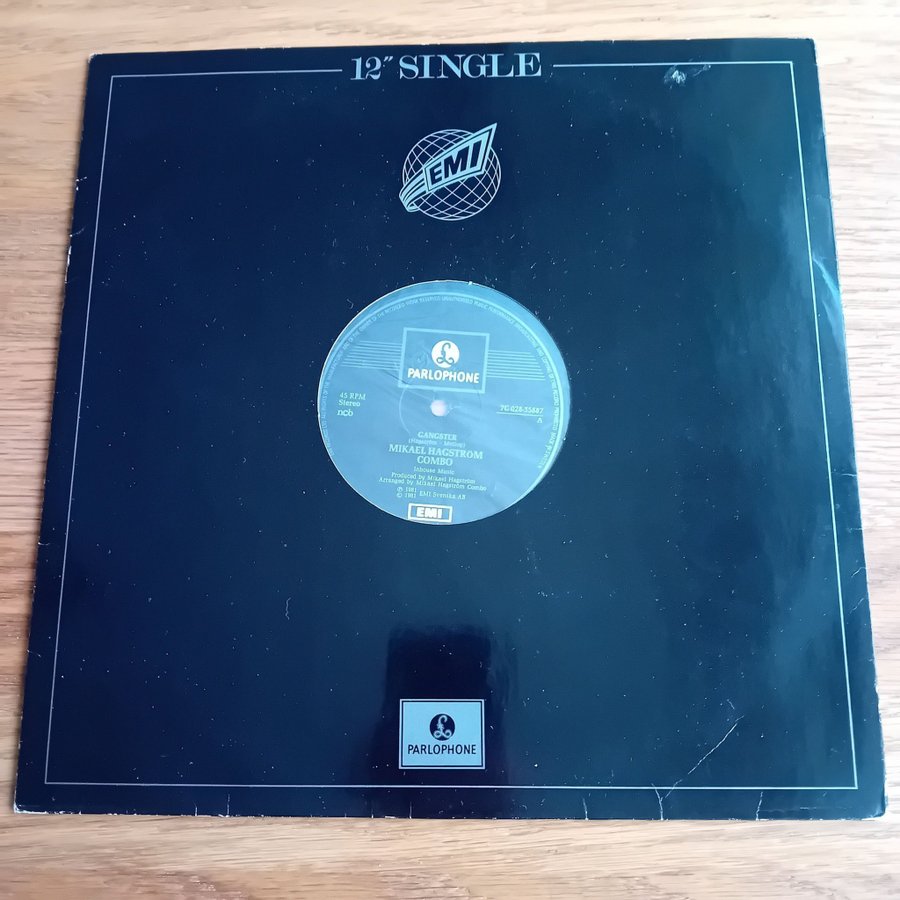 12" SINGLE
EMI
PARLOPHONE
45 RPM
Stereo
ncb
7C 028-35887
A
GANGSTER
MIKAEL HAGSTRÖM
COMBO
Inhouse Music
Produced by Mikael Hagström
Arranged by Mikael Hagström Combo
℗ 1981
© 1981 EMI Svenska AB
EMI
PARLOPHONE